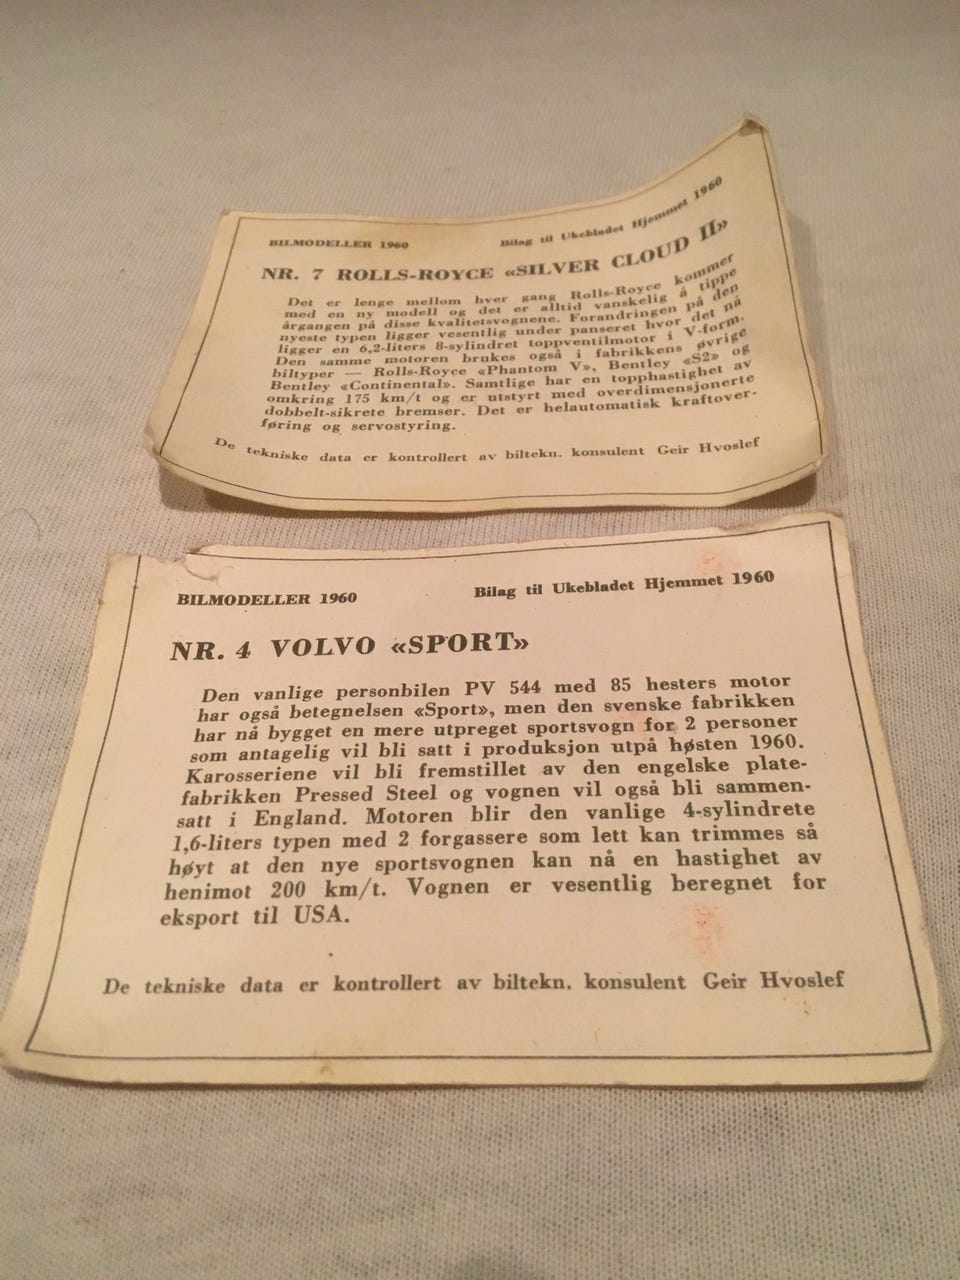 BILMODELLER 1960
Bilag til Ukebladet Hjemmet 1960
NR. 7 ROLLS-ROYCE «SILVER CLOUD II»
Det er lenge mellom hver gang Rolls-Royce kommer
med en ny modell og det er alltid vanskelig å tippe
årgangen på disse kvalitetsvognene. Forandringen på den
nyeste typen ligger vesentlig under panseret hvor det nå
ligger en 6,2-liters 8-sylindret toppventilmotor i V-form.
Den samme motoren brukes også i fabrikkens øvrige
biltyper — Rolls-Royce «Phantom V», Bentley «S2» og
Bentley «Continental». Samtlige har en topphastighet av
omkring 175 km/t og er utstyrt med overdimensjonerte
dobbelt-sikrete bremser. Det er helautomatisk kraftover-
føring og servostyring.
De tekniske data er kontrollert av biltekn. konsulent Geir Hvoslef
BILMODELLER 1960
Bilag til Ukebladet Hjemmet 1960
NR. 4 VOLVO «SPORT»
Den vanlige personbilen PV 544 med 85 hesters motor
har også betegnelsen «Sport», men den svenske fabrikken
har nå bygget en mere utpreget sportsvogn for 2 personer
som antagelig vil bli satt i produksjon utpå høsten 1960.
Karosseriene vil bli fremstillet av den engelske plate-
fabrikken Pressed Steel og vognen vil også bli sammen-
satt i England. Motoren blir den vanlige 4-sylindrete
1,6-liters typen med 2 forgassere som lett kan trimmes så
høyt at den nye sportsvognen kan nå en hastighet av
henimot 200 km/t. Vognen er vesentlig beregnet for
eksport til USA.
De tekniske data er kontrollert av biltekn. konsulent Geir Hvoslef